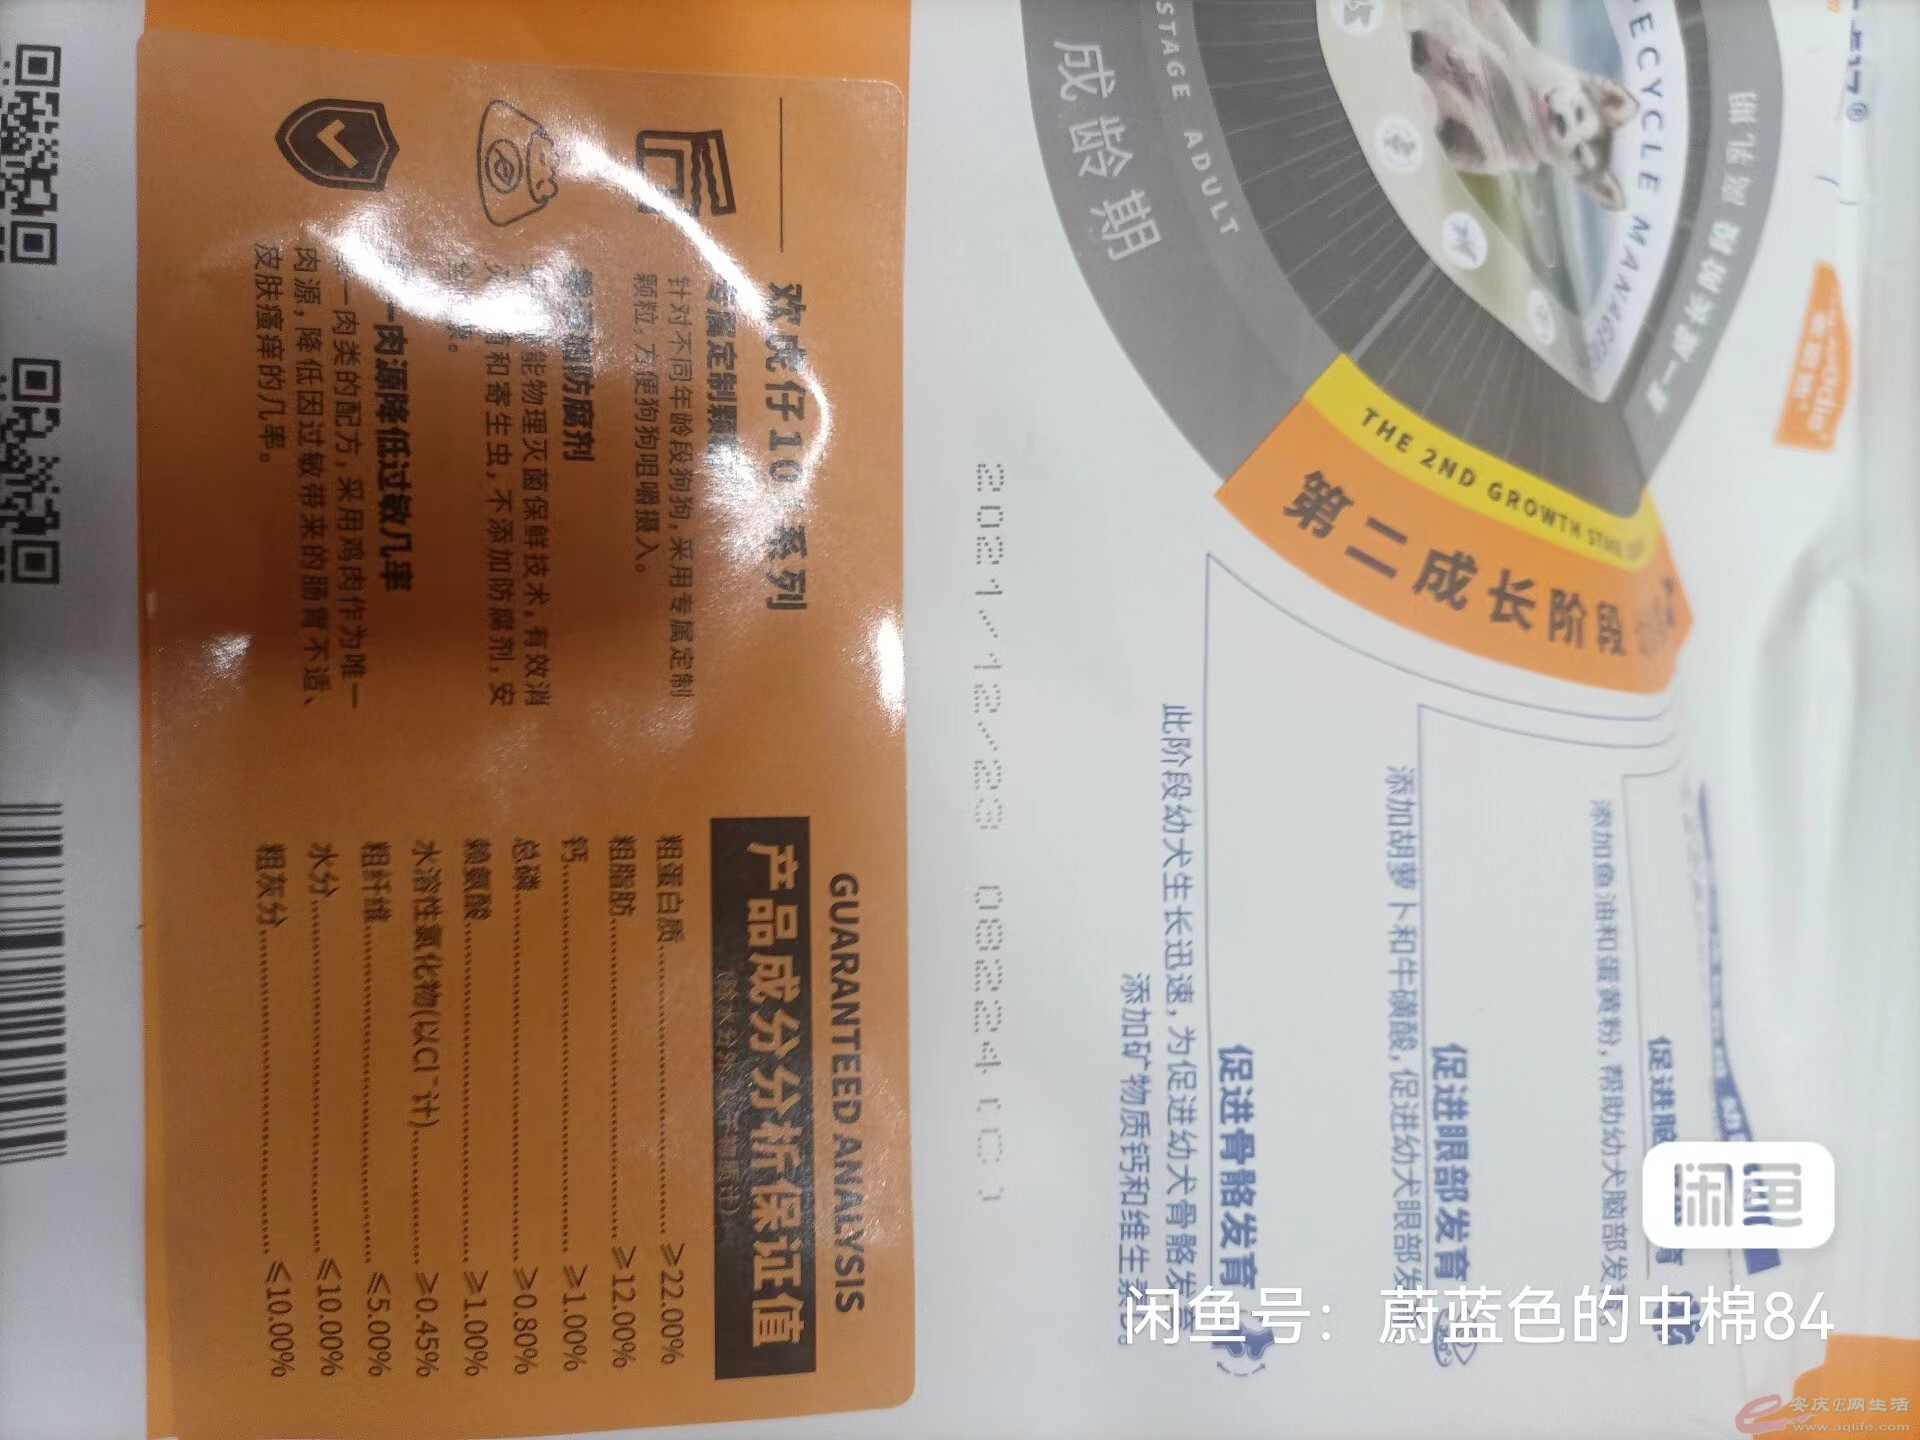 成龄期
STAGE ADULT
ECYCLE MANAGE
THE 2ND GROWTH STAGE
第二成长阶段
促进脑
添加鱼油和蛋黄粉，帮助幼犬脑部发育
促进眼部发育
添加胡萝卜和牛磺酸，促进幼犬眼部发
促进骨骼发育
此阶段幼犬生长迅速，为促进幼犬骨骼发
添加矿物质钙和维生素
2021/12/23 08224(C)
欢虎仔10 系列
专属定制颗
针对不同年龄段狗狗，采用专属定制
颗粒，方便狗狗咀嚼摄入。
防腐剂
能物理灭菌保鲜技术，有效消
和寄生虫，不添加防腐剂，安
一肉源降低过敏几率
一肉类的配方，采用鸡肉作为唯一
肉源，降低因过敏带来的肠胃不适、
皮肤瘙痒的几率。
GUARANTEED ANALYSIS
产品成分分析保证值
粗蛋白质 ≥22.00%
粗脂肪 ≥12.00%
钙 ≥1.00%
总磷 ≥0.80%
赖氨酸 ≥1.00%
水溶性氯化物(以Cl⁻计) ≥0.45%
粗纤维 ≤5.00%
水分 ≤10.00%
粗灰分 ≤10.00%
闲鱼
闲鱼号：蔚蓝色的中棉84
安庆E网生活
www.aqlife.com